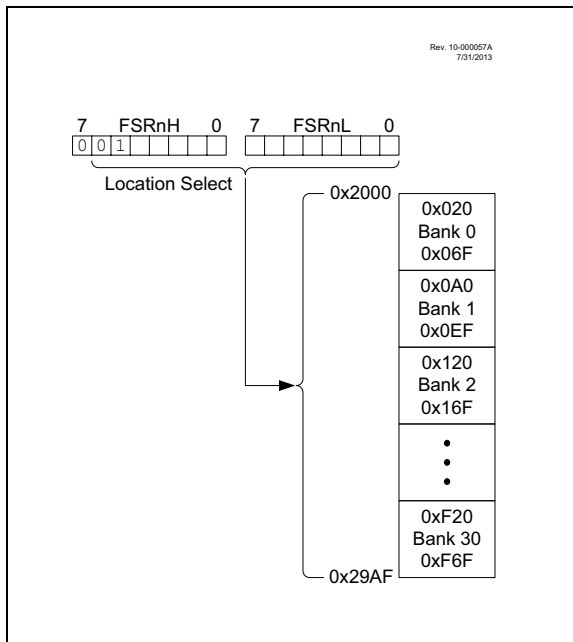 Rev. 10-000057A
7/31/2013
7 FSRnH 0 7 FSRnL 0
0 0 1
Location Select
0x2000
0x020
Bank 0
0x06F
0x0A0
Bank 1
0x0EF
0x120
Bank 2
0x16F
0xF20
Bank 30
0xF6F
0x29AF